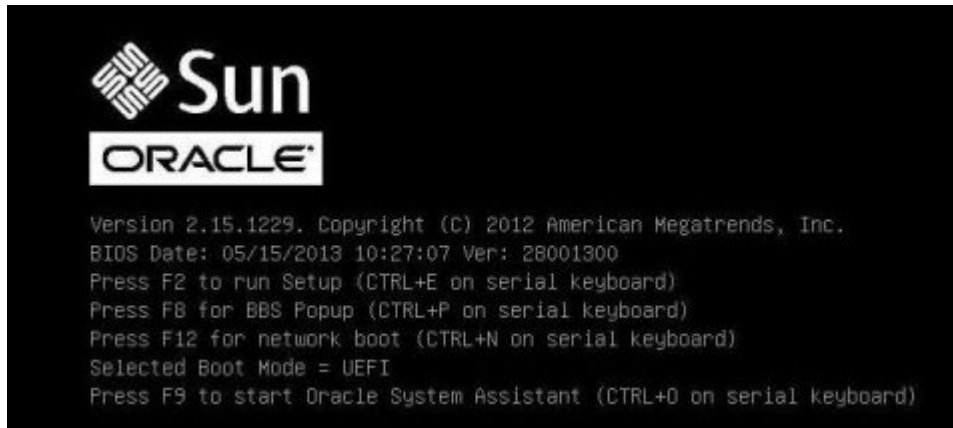 Sun
ORACLE
Version 2.15.1229. Copyright (C) 2012 American Megatrends, Inc.
BIOS Date: 05/15/2013 10:27:07 Ver: 28001300
Press F2 to run Setup (CTRL+E on serial keyboard)
Press F8 for BBS Popup (CTRL+P on serial keyboard)
Press F12 for network boot (CTRL+N on serial keyboard)
Selected Boot Mode = UEFI
Press F9 to start Oracle System Assistant (CTRL+O on serial keyboard)